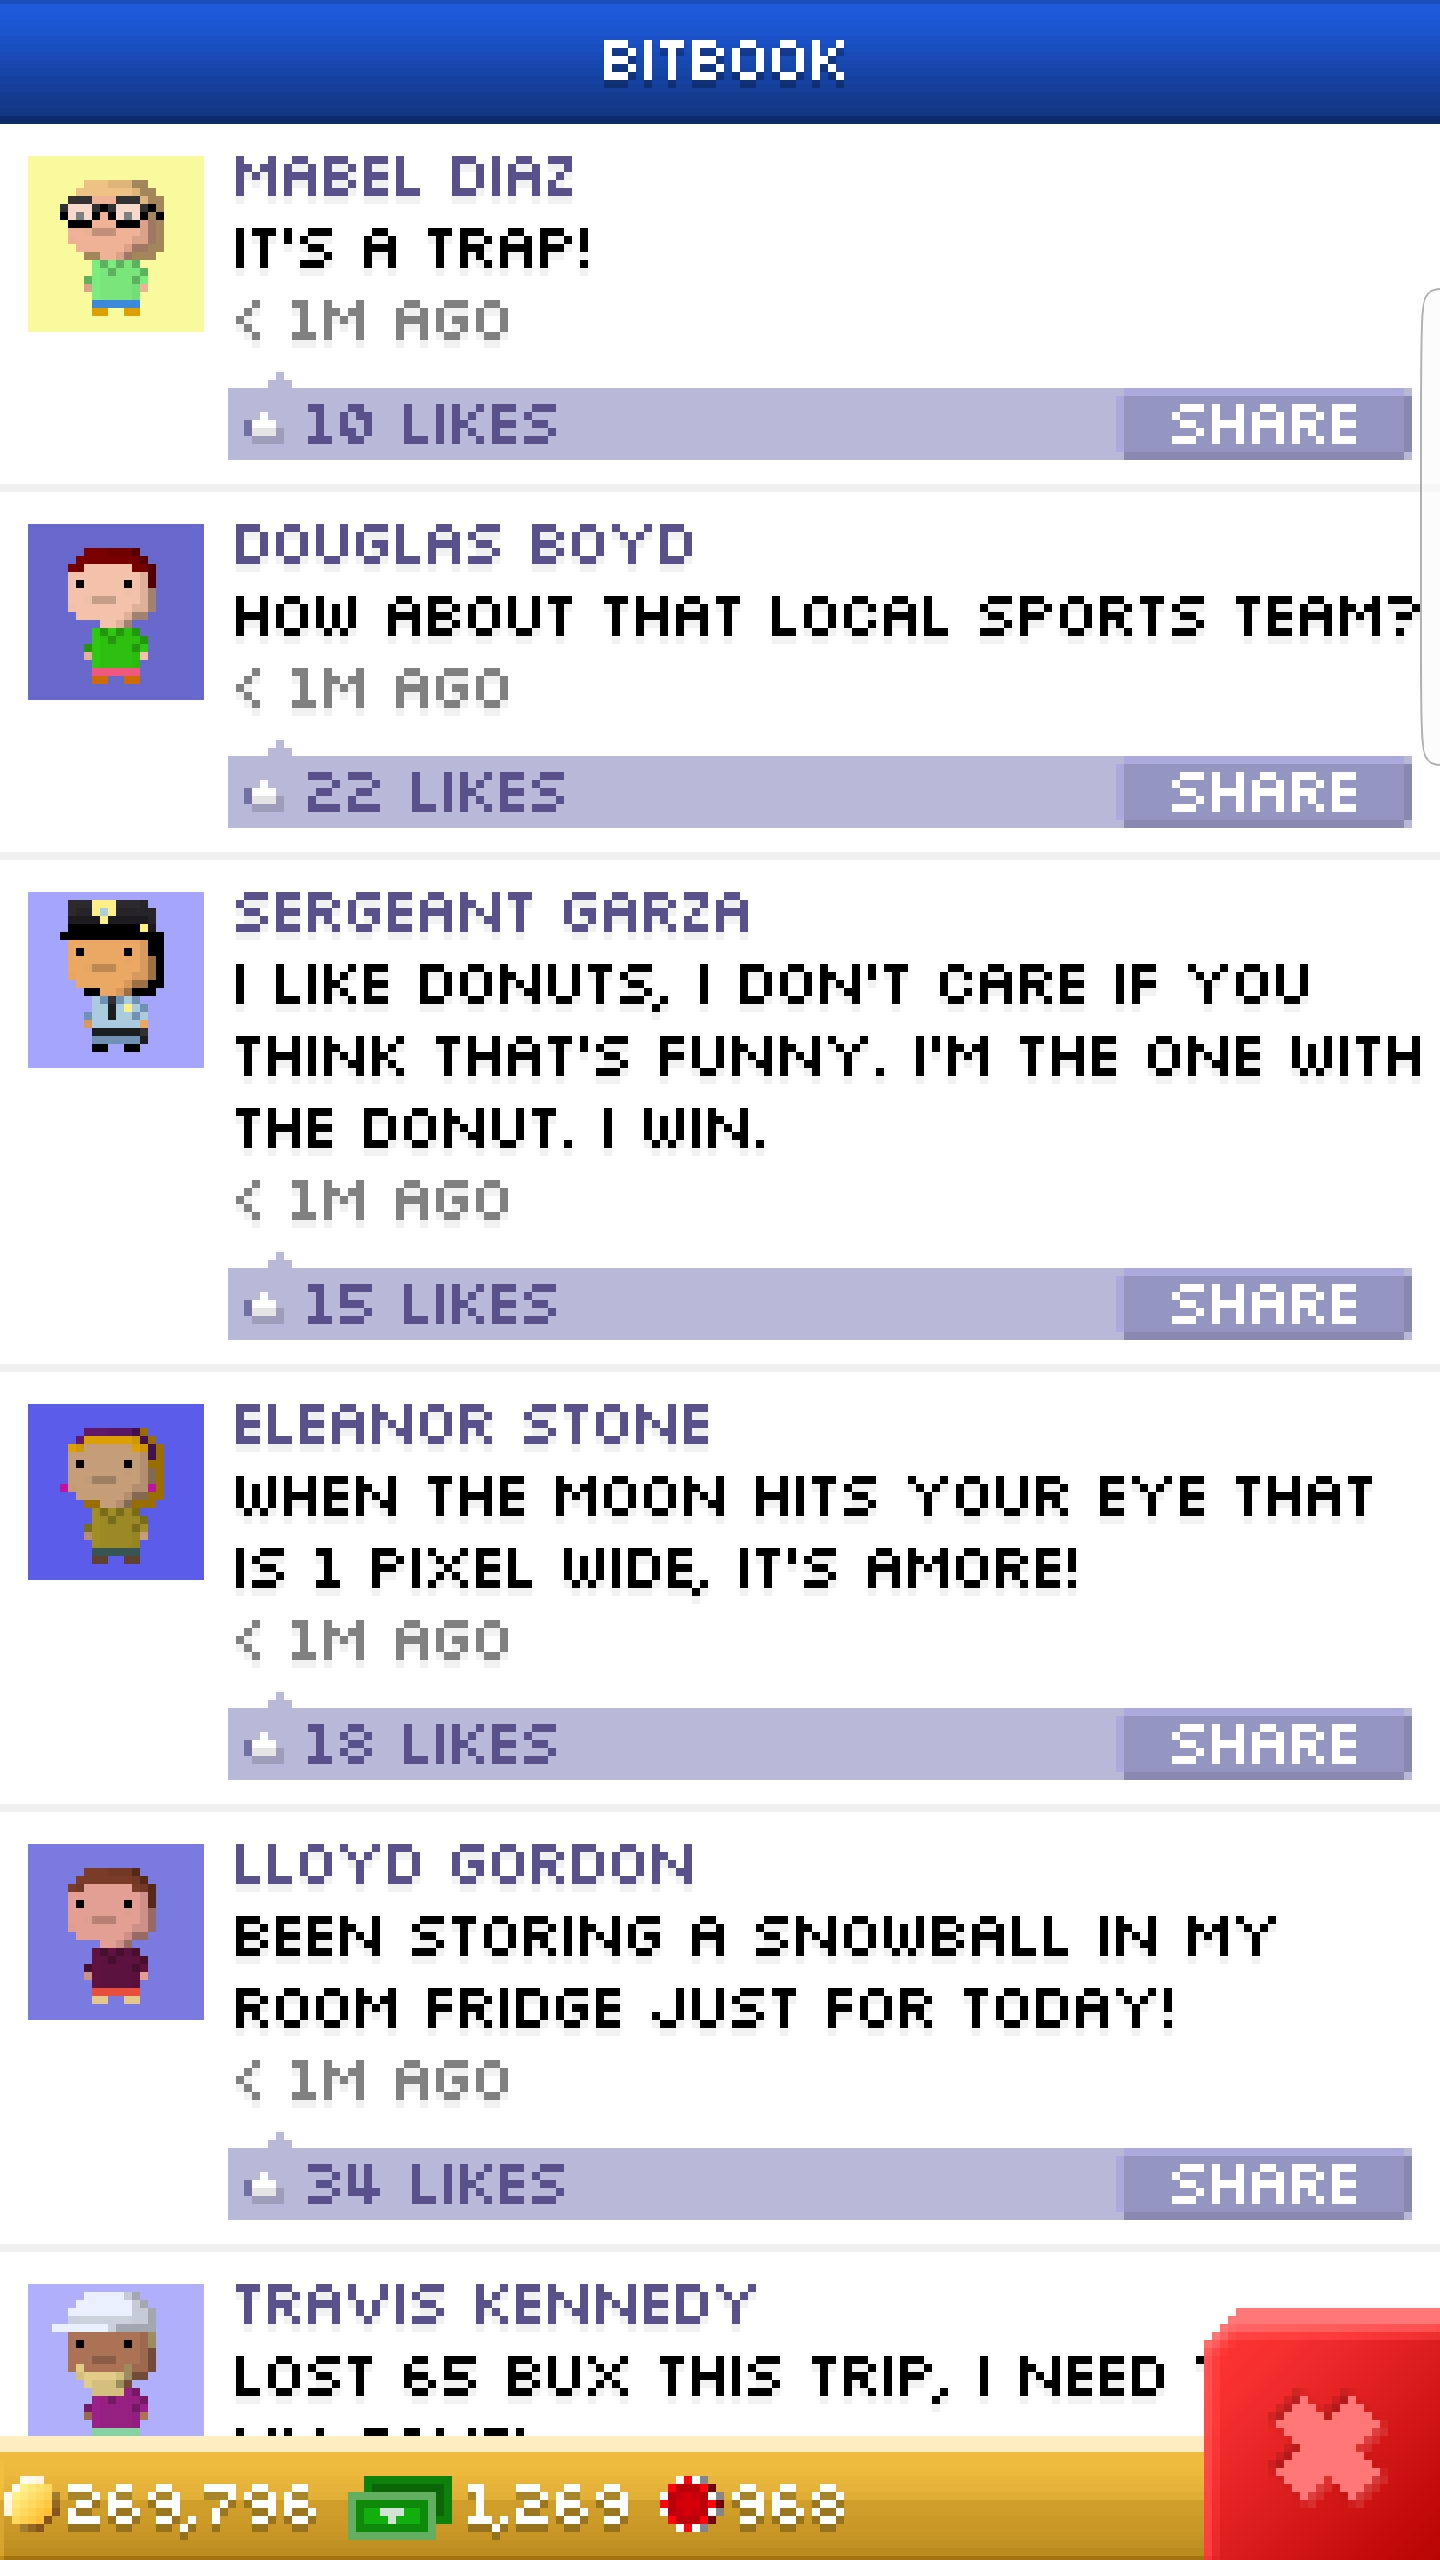 BITBOOK
MABEL DIAZ
IT'S A TRAP!
< 1M AGO
10 LIKES
SHARE
DOUGLAS BOYD
HOW ABOUT THAT LOCAL SPORTS TEAM?
< 1M AGO
22 LIKES
SHARE
SERGEANT GARZA
I LIKE DONUTS, I DON'T CARE IF YOU
THINK THAT'S FUNNY. I'M THE ONE WITH
THE DONUT. I WIN.
< 1M AGO
15 LIKES
SHARE
ELEANOR STONE
WHEN THE MOON HITS YOUR EYE THAT
IS 1 PIXEL WIDE, IT'S AMORE!
< 1M AGO
18 LIKES
SHARE
LLOYD GORDON
BEEN STORING A SNOWBALL IN MY
ROOM FRIDGE JUST FOR TODAY!
< 1M AGO
34 LIKES
SHARE
TRAVIS KENNEDY
LOST 65 BUX THIS TRIP, I NEED
269,796 1,269 968